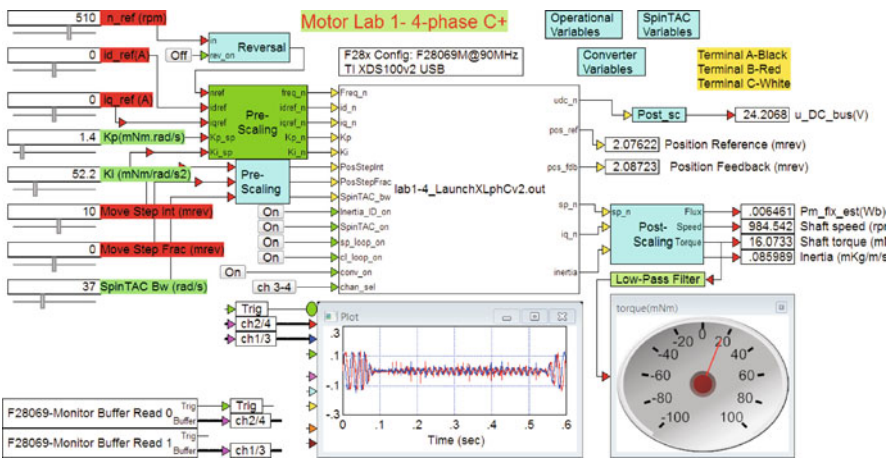 Motor Lab 1- 4-phase C+
510 n_ref (rpm)
0 id_ref(A)
0 iq_ref (A)
1.4 Kp(mNm.rad/s)
52.2 KI (mNm/rad/s2)
10 Move Step Int (mrev)
0 Move Step Frac (mrev)
37 SpinTAC Bw (rad/s)
in
Off rev_on
Reversal
F28x Config: F28069M@90MHz
TI XDS100v2 USB
Operational
Variables
SpinTAC
Variables
Converter
Variables
Terminal A-Black
Terminal B-Red
Terminal C-White
nref
idref
iqref
Kp_sp
Ki_sp
Pre-
Scaling
freq_n
idref_n
iqref_n
Kp_n
Ki_n
Pre-
Scaling
Freq_n
id_n
iq_n
Kp
Ki
PosStepInt
PosStepFrac
SpinTAC_bw
On Inertia_ID_on
On SpinTAC_on
On sp_loop_on
On cl_loop_on
On conv_on
ch 3-4 chan_sel
lab1-4_LaunchXLphCv2.out
udc_n
pos_ref
pos_fdb
sp_n
iq_n
inertia
Post_sc
24.2068 u_DC_bus(V)
2.07622 Position Reference (mrev)
2.08723 Position Feedback (mrev)
sp_n
Post-
Scaling
Flux
Speed
Torque
.006461 Pm_flx_est(Wb)
984.542 Shaft speed (rp
16.0733 Shaft torque (m
.085989 Inertia (mKg/m/s
Low-Pass Filter
Trig
ch2/4
ch1/3
Plot
.3
.1
-.1
-.3
0 .1 .2 .3 .4 .5 .6
Time (sec)
torque(mNm)
0
-20 20
-40 40
-60 60
-80 80
-100 100
F28069-Monitor Buffer Read 0
Trig
Buffer
Trig
ch2/4
F28069-Monitor Buffer Read 1
Trig
Buffer
ch1/3